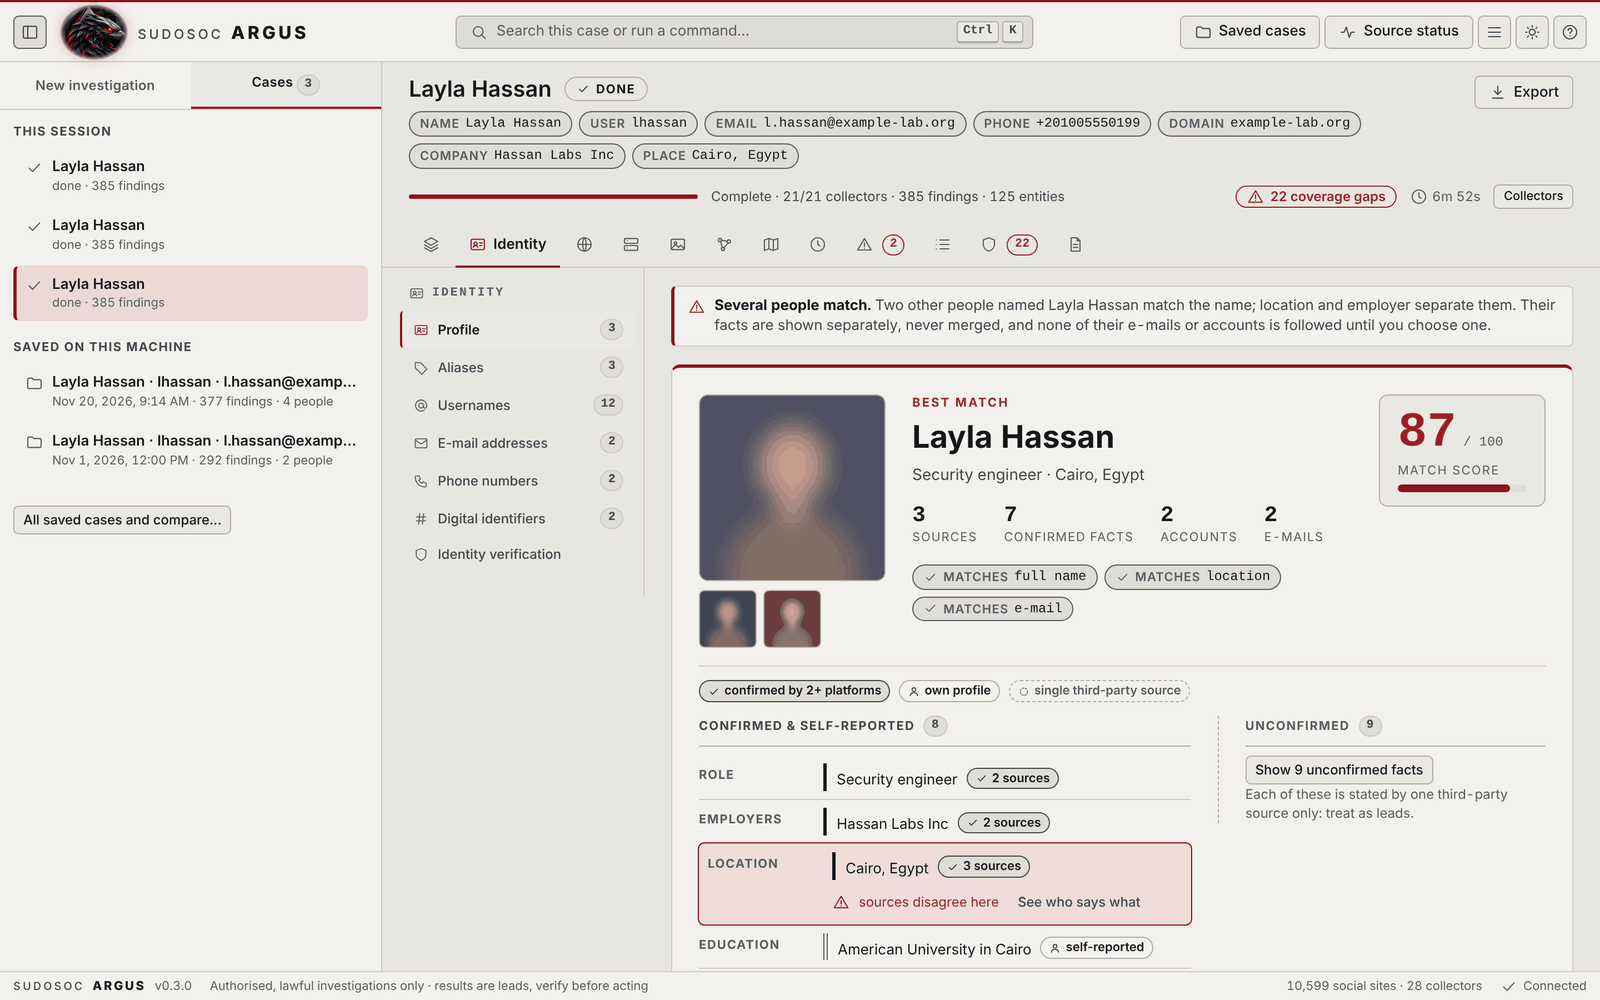 SUDOSOC ARGUS
Search this case or run a command...
Ctrl K
Saved cases
Source status
New investigation
Cases 3
THIS SESSION
Layla Hassan
done · 385 findings
Layla Hassan
done · 385 findings
Layla Hassan
done · 385 findings
SAVED ON THIS MACHINE
Layla Hassan · lhassan · l.hassan@examp...
Nov 20, 2026, 9:14 AM · 377 findings · 4 people
Layla Hassan · lhassan · l.hassan@examp...
Nov 1, 2026, 12:00 PM · 292 findings · 2 people
All saved cases and compare...
Layla Hassan
DONE
Export
NAME Layla Hassan
USER lhassan
EMAIL l.hassan@example-lab.org
PHONE +201005550199
DOMAIN example-lab.org
COMPANY Hassan Labs Inc
PLACE Cairo, Egypt
Complete · 21/21 collectors · 385 findings · 125 entities
22 coverage gaps
6m 52s
Collectors
Identity
2
22
IDENTITY
Profile 3
Aliases 3
Usernames 12
E-mail addresses 2
Phone numbers 2
Digital identifiers 2
Identity verification
Several people match. Two other people named Layla Hassan match the name; location and employer separate them. Their
facts are shown separately, never merged, and none of their e-mails or accounts is followed until you choose one.
BEST MATCH
Layla Hassan
Security engineer · Cairo, Egypt
3 SOURCES
7 CONFIRMED FACTS
2 ACCOUNTS
2 E-MAILS
87 / 100
MATCH SCORE
MATCHES full name
MATCHES location
MATCHES e-mail
confirmed by 2+ platforms
own profile
single third-party source
CONFIRMED & SELF-REPORTED 8
ROLE
Security engineer
2 sources
EMPLOYERS
Hassan Labs Inc
2 sources
LOCATION
Cairo, Egypt
3 sources
sources disagree here
See who says what
EDUCATION
American University in Cairo
self-reported
UNCONFIRMED 9
Show 9 unconfirmed facts
Each of these is stated by one third-party
source only: treat as leads.
SUDOSOC ARGUS v0.3.0
Authorised, lawful investigations only · results are leads, verify before acting
10,599 social sites · 28 collectors
Connected